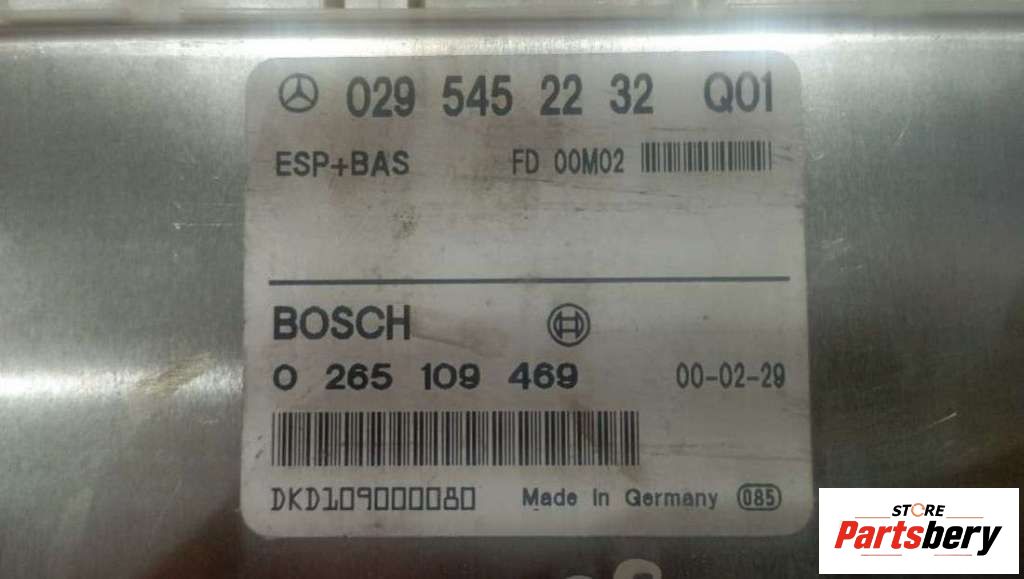 029 545 22 32 Q01
ESP+BAS FD 00M02
BOSCH
0 265 109 469 00-02-29
DKD109000080 Made in Germany 085
STORE
Partsbery